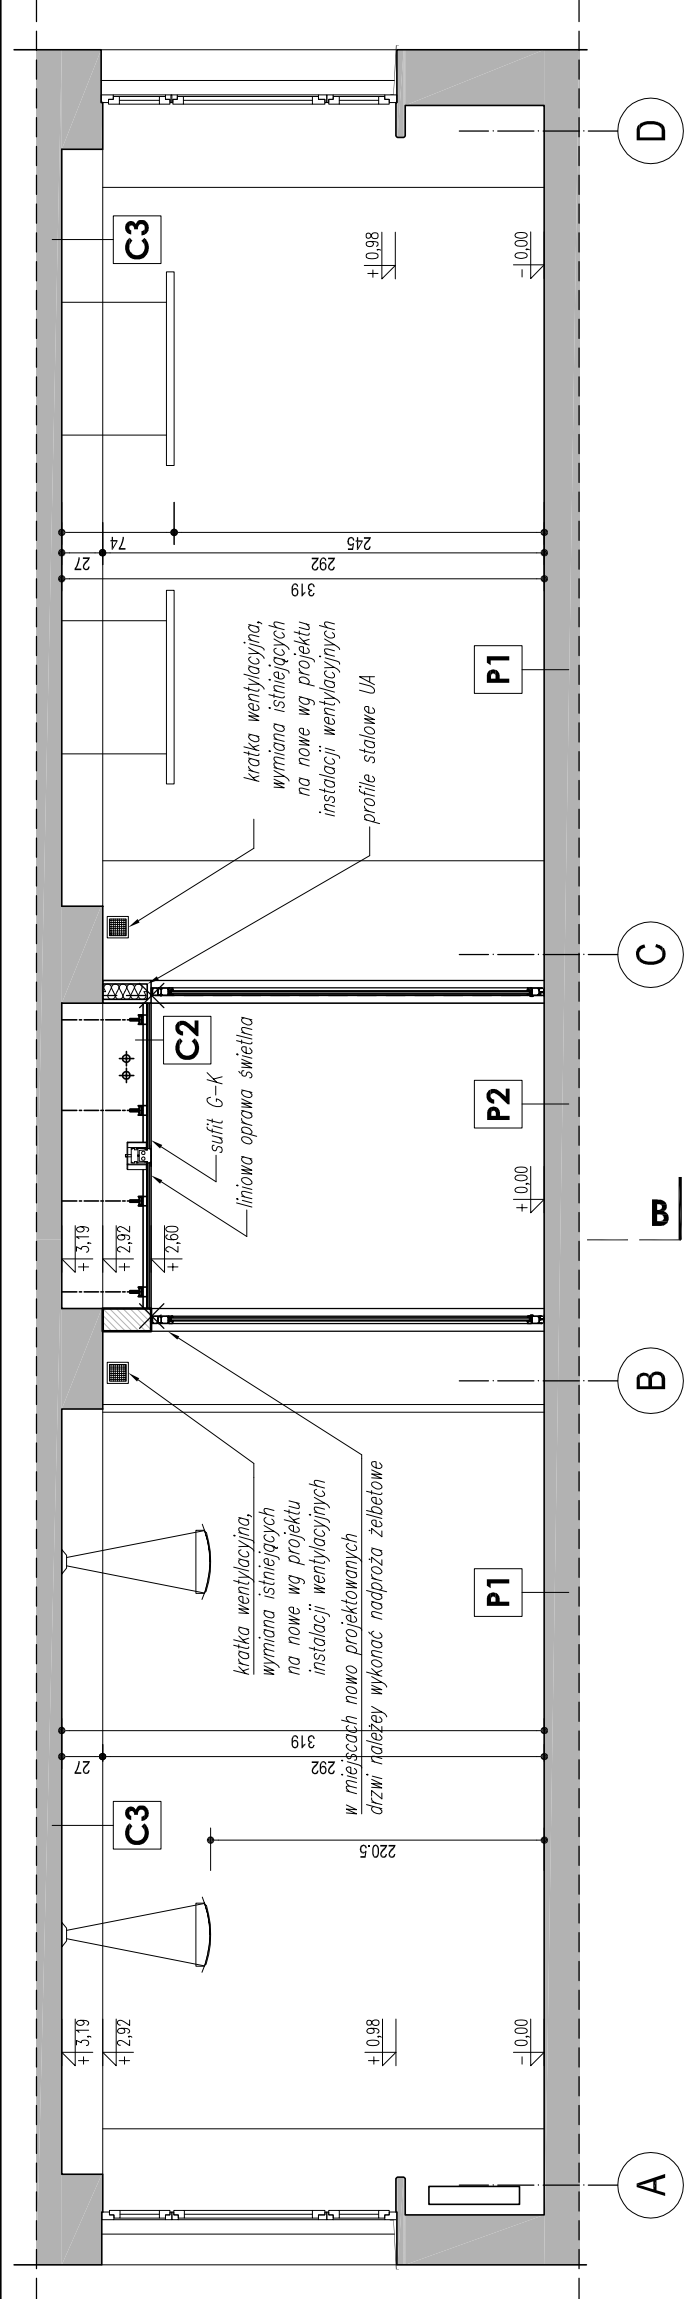 C3
C3
+ 3,19
+ 2,92
+ 0,98
- 0,00
27
292
319
220.5
kratka wentylacyjna,
wymiana istniejących
na nowe wg projektu
instalacji wentylacyjnych
w miejscach nowo projektowanych
drzwi należey wykonać nadproża żelbetowe
P1
+ 3,19
+ 2,92
+ 2,60
+ 0,00
sufit G-K
liniowa oprawa świetlna
C2
P2
kratka wentylacyjna,
wymiana istniejących
na nowe wg projektu
instalacji wentylacyjnych
profile stalowe UA
P1
27
74
292
245
319
+ 0,98
- 0,00
A
B
B
C
D